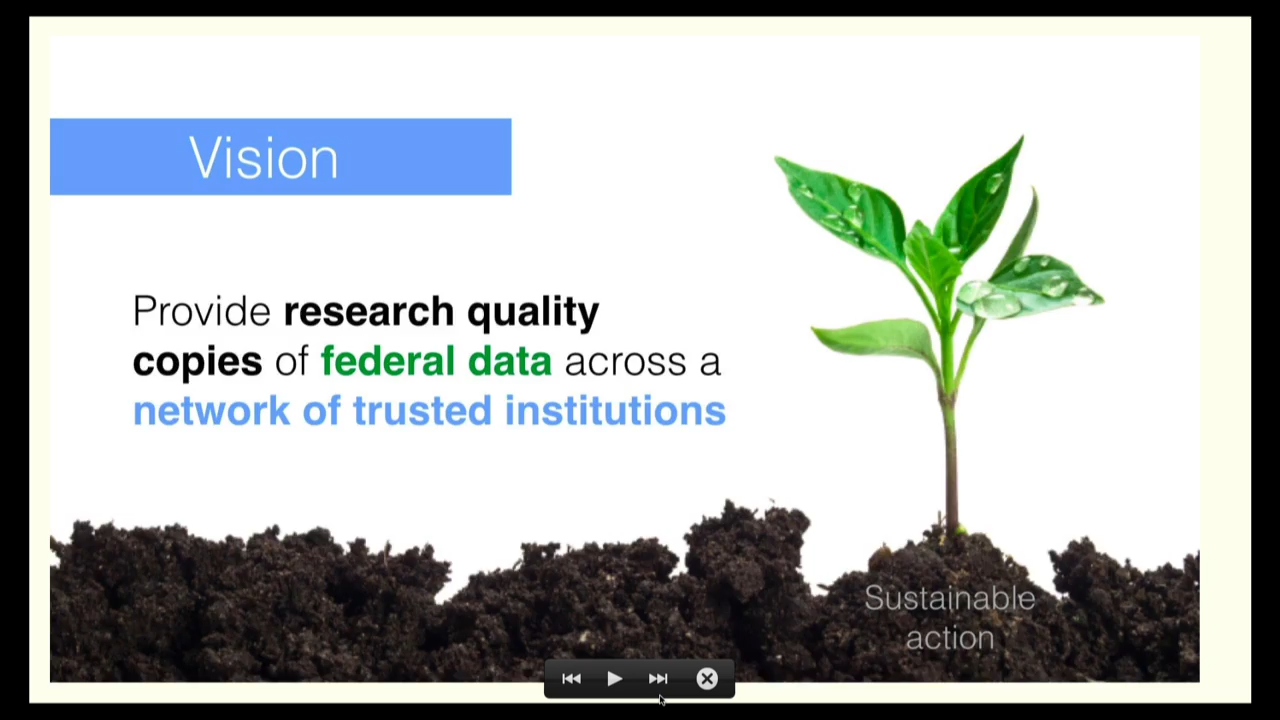 Vision
Provide research quality
copies of federal data across a
network of trusted institutions
Sustainable
action